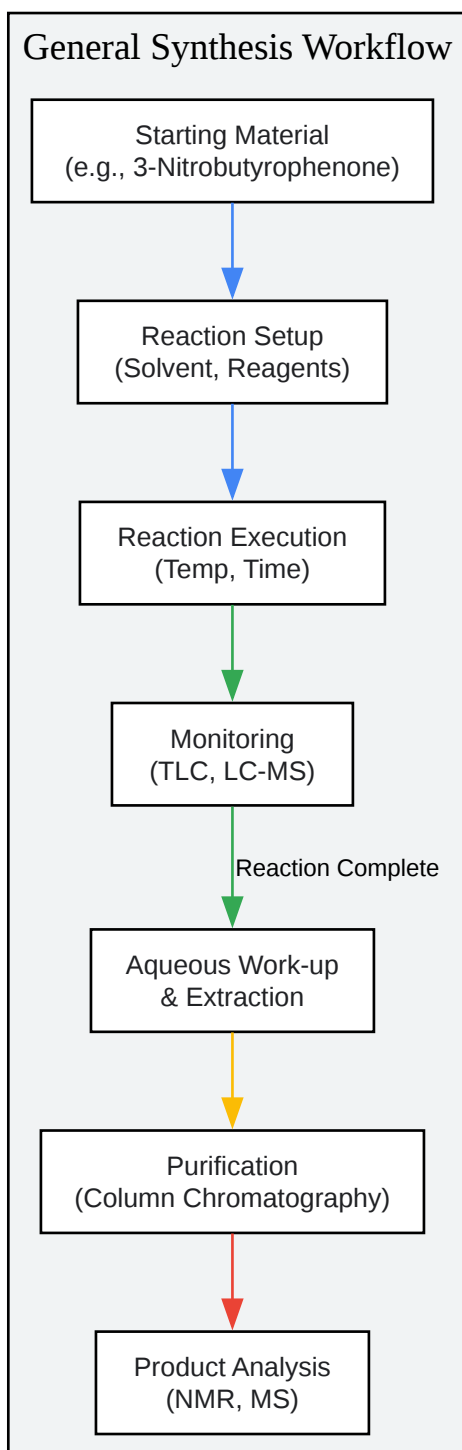 General Synthesis Workflow
Starting Material
(e.g., 3-Nitrobutyrophenone)
Reaction Setup
(Solvent, Reagents)
Reaction Execution
(Temp, Time)
Monitoring
(TLC, LC-MS)
Reaction Complete
Aqueous Work-up
& Extraction
Purification
(Column Chromatography)
Product Analysis
(NMR, MS)